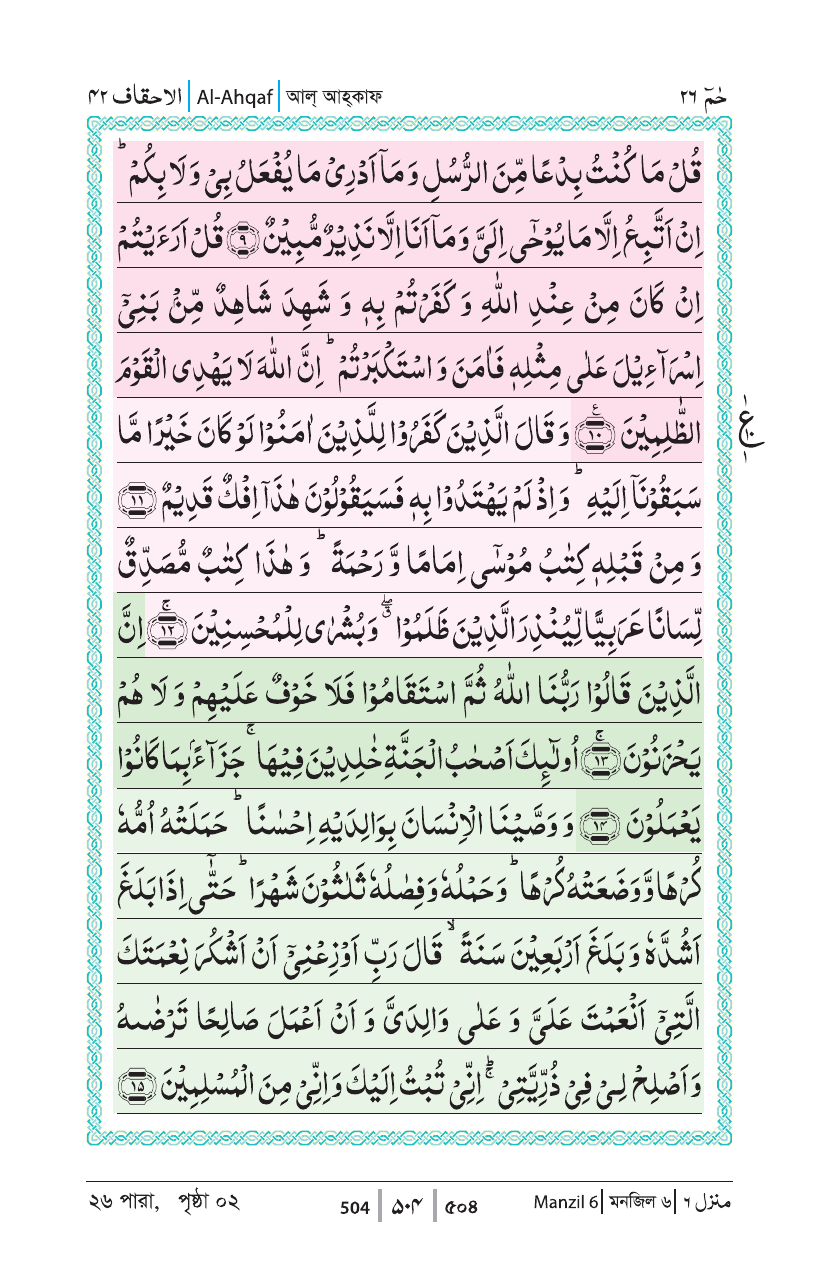 الاحقاف ۴۶ | Al-Ahqaf | আল্ আহ্‌কাফ حٰمٓ ۲۶
قُلْ مَا كُنْتُ بِدْعًا مِّنَ الرُّسُلِ وَ مَاۤ اَدْرِیْ مَا یُفْعَلُ بِیْ وَ لَا بِكُمْ ؕ
اِنْ اَتَّبِعُ اِلَّا مَا یُوْحٰۤی اِلَیَّ وَ مَاۤ اَنَا اِلَّا نَذِیْرٌ مُّبِیْنٌ ﴿۹﴾ قُلْ اَرَءَیْتُمْ
اِنْ كَانَ مِنْ عِنْدِ اللّٰهِ وَ كَفَرْتُمْ بِهٖ وَ شَهِدَ شَاهِدٌ مِّنْۢ بَنِیْۤ
اِسْرَآءِیْلَ عَلٰی مِثْلِهٖ فَاٰمَنَ وَ اسْتَكْبَرْتُمْ ؕ اِنَّ اللّٰهَ لَا یَهْدِی الْقَوْمَ
الظّٰلِمِیْنَ ﴿۱۰﴾ وَ قَالَ الَّذِیْنَ كَفَرُوْا لِلَّذِیْنَ اٰمَنُوْا لَوْ كَانَ خَیْرًا مَّا
سَبَقُوْنَاۤ اِلَیْهِ ؕ وَ اِذْ لَمْ یَهْتَدُوْا بِهٖ فَسَیَقُوْلُوْنَ هٰذَاۤ اِفْكٌ قَدِیْمٌ ﴿۱۱﴾
وَ مِنْ قَبْلِهٖ كِتٰبُ مُوْسٰۤی اِمَامًا وَّ رَحْمَةً ؕ وَ هٰذَا كِتٰبٌ مُّصَدِّقٌ
لِّسَانًا عَرَبِیًّا لِّیُنْذِرَ الَّذِیْنَ ظَلَمُوْا ۖۗ وَ بُشْرٰی لِلْمُحْسِنِیْنَ ﴿ۚ۱۲﴾ اِنَّ
الَّذِیْنَ قَالُوْا رَبُّنَا اللّٰهُ ثُمَّ اسْتَقَامُوْا فَلَا خَوْفٌ عَلَیْهِمْ وَ لَا هُمْ
یَحْزَنُوْنَ ﴿ۚ۱۳﴾ اُولٰٓئِكَ اَصْحٰبُ الْجَنَّةِ خٰلِدِیْنَ فِیْهَا ۚ جَزَآءًۢ بِمَا كَانُوْا
یَعْمَلُوْنَ ﴿۱۴﴾ وَ وَصَّیْنَا الْاِنْسَانَ بِوَالِدَیْهِ اِحْسٰنًا ؕ حَمَلَتْهُ اُمُّهٗ
كُرْهًا وَّ وَضَعَتْهُ كُرْهًا ؕ وَ حَمْلُهٗ وَ فِصٰلُهٗ ثَلٰثُوْنَ شَهْرًا ؕ حَتّٰۤی اِذَا بَلَغَ
اَشُدَّهٗ وَ بَلَغَ اَرْبَعِیْنَ سَنَةً ۙ قَالَ رَبِّ اَوْزِعْنِیْۤ اَنْ اَشْكُرَ نِعْمَتَكَ
الَّتِیْۤ اَنْعَمْتَ عَلَیَّ وَ عَلٰی وَالِدَیَّ وَ اَنْ اَعْمَلَ صَالِحًا تَرْضٰىهُ
وَ اَصْلِحْ لِیْ فِیْ ذُرِّیَّتِیْ ؕۚ اِنِّیْ تُبْتُ اِلَیْكَ وَ اِنِّیْ مِنَ الْمُسْلِمِیْنَ ﴿۱۵﴾
২৬ পারা, পৃষ্ঠা ০২ 504 | ۵۰۴ | ৫০৪ Manzil 6 | মনজিল ৬ | منزل ۶